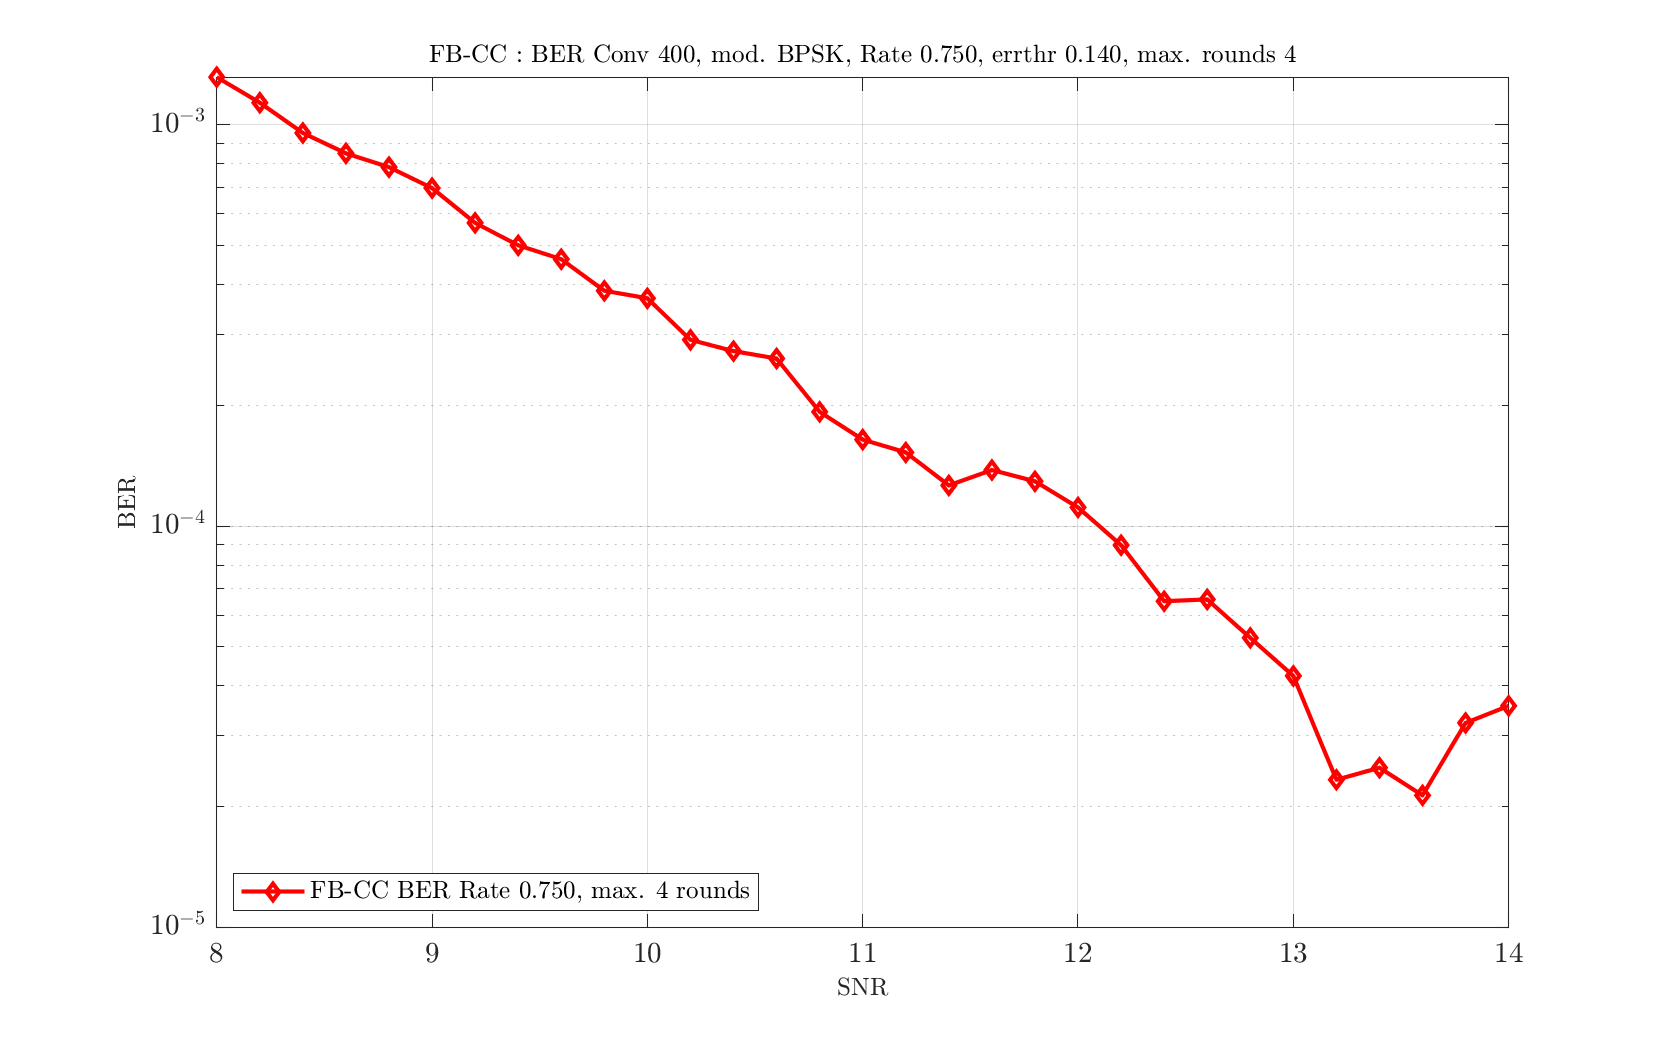 FB-CC : BER Conv 400, mod. BPSK, Rate 0.750, errthr 0.140, max. rounds 4
10⁻³
10⁻⁴
10⁻⁵
BER
FB-CC BER Rate 0.750, max. 4 rounds
8 9 10 11 12 13 14
SNR